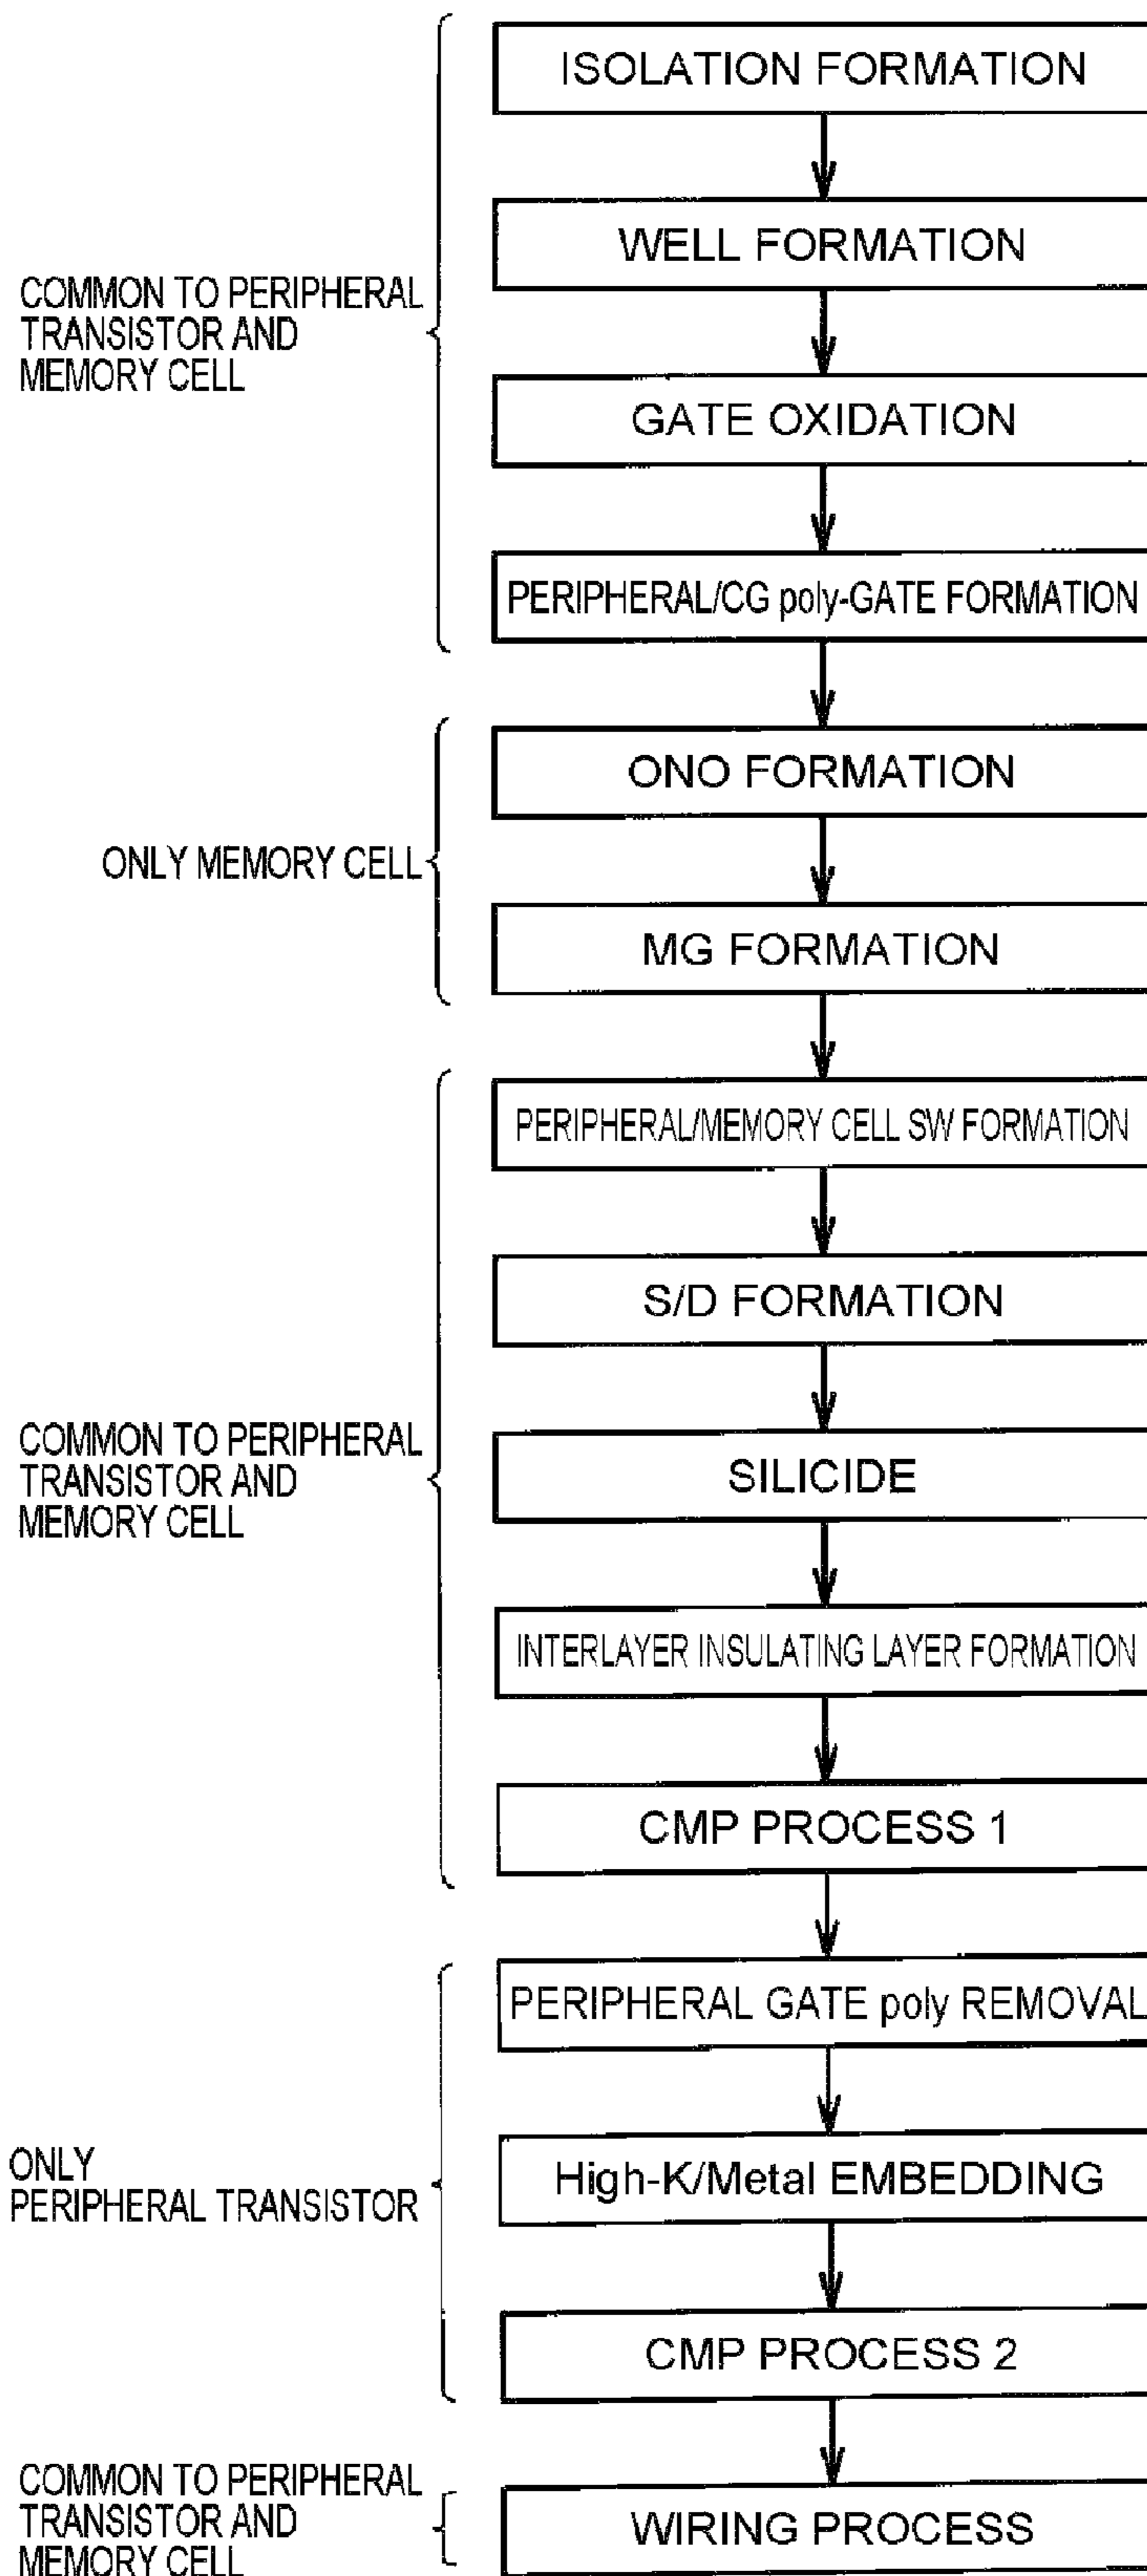 ISOLATION FORMATION
WELL FORMATION
COMMON TO PERIPHERAL
TRANSISTOR AND
MEMORY CELL
GATE OXIDATION
PERIPHERAL/CG poly-GATE FORMATION
ONO FORMATION
ONLY MEMORY CELL
MG FORMATION
PERIPHERAL/MEMORY CELL SW FORMATION
S/D FORMATION
COMMON TO PERIPHERAL
TRANSISTOR AND
MEMORY CELL
SILICIDE
INTERLAYER INSULATING LAYER FORMATION
CMP PROCESS 1
PERIPHERAL GATE poly REMOVAL
ONLY
PERIPHERAL TRANSISTOR
High-K/Metal EMBEDDING
CMP PROCESS 2
COMMON TO PERIPHERAL
TRANSISTOR AND
MEMORY CELL
WIRING PROCESS